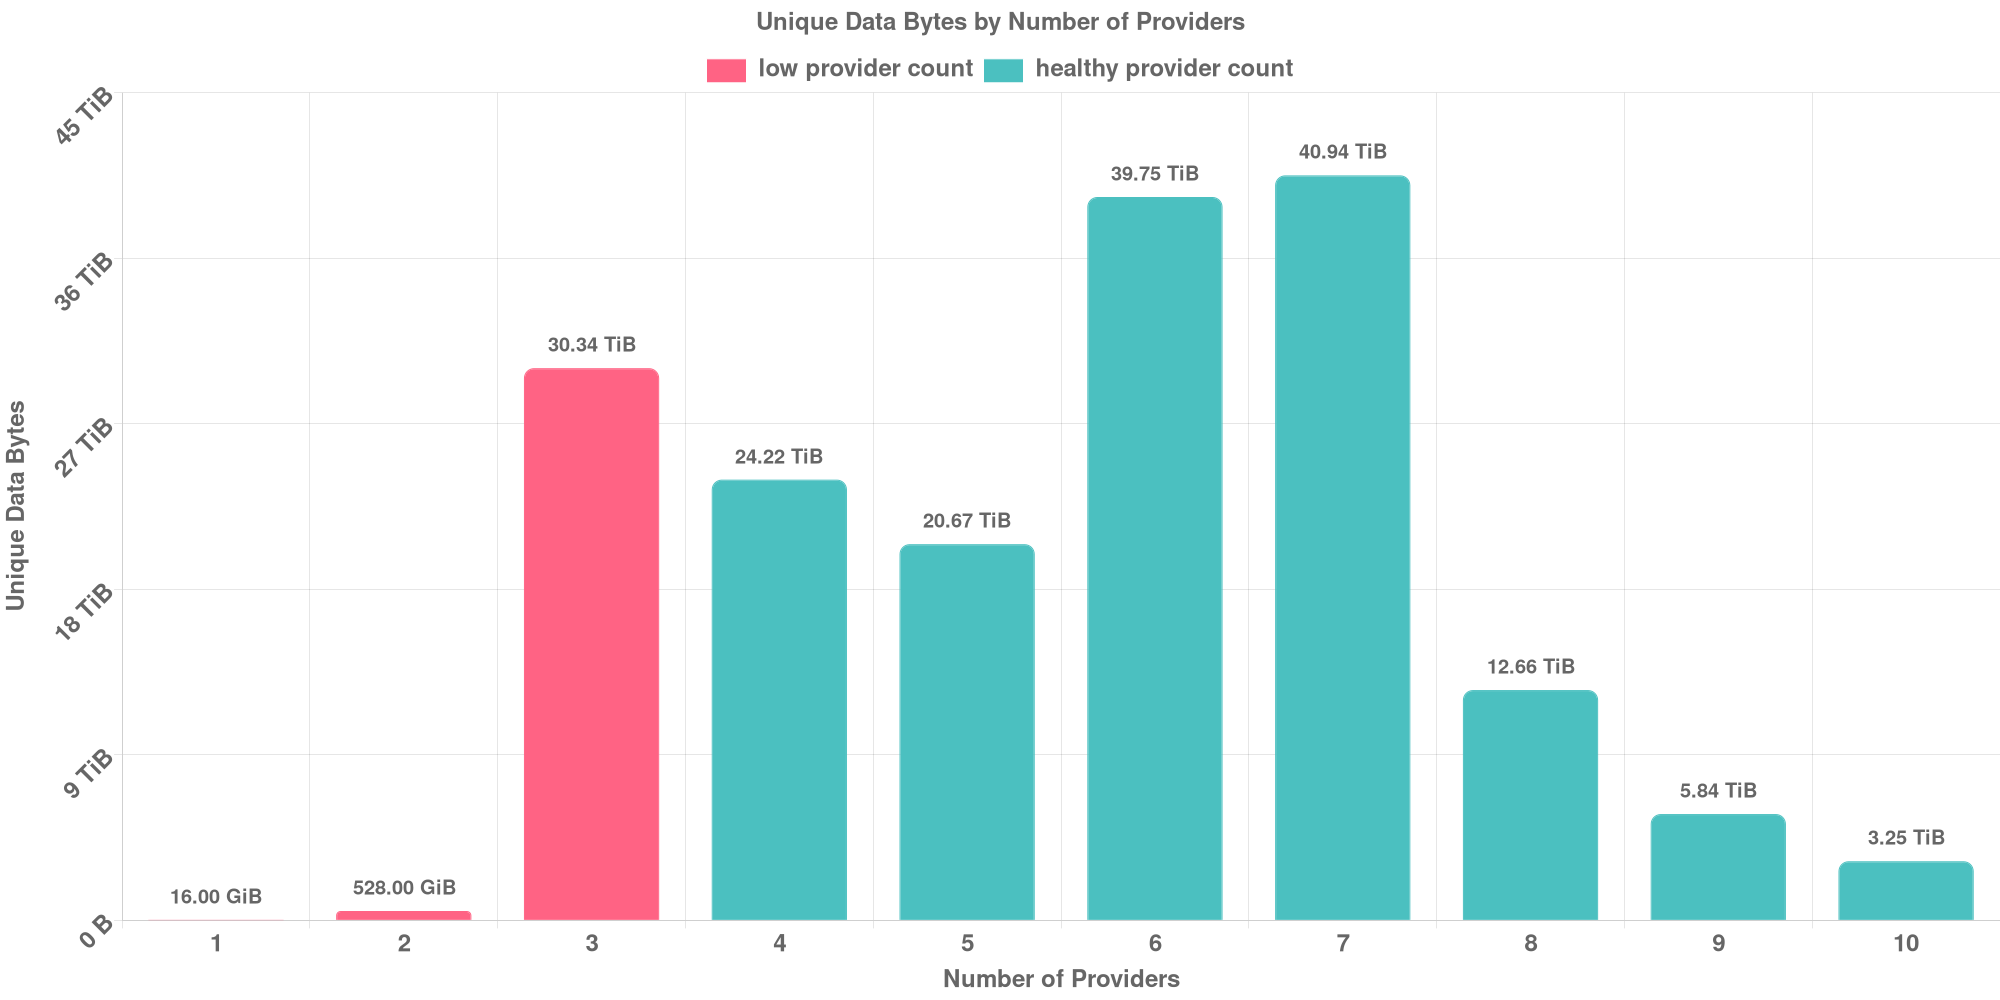 Unique Data Bytes by Number of Providers
low provider count healthy provider count
45 TiB
36 TiB
27 TiB
18 TiB
9 TiB
0 B
Unique Data Bytes
16.00 GiB
528.00 GiB
30.34 TiB
24.22 TiB
20.67 TiB
39.75 TiB
40.94 TiB
12.66 TiB
5.84 TiB
3.25 TiB
1 2 3 4 5 6 7 8 9 10
Number of Providers